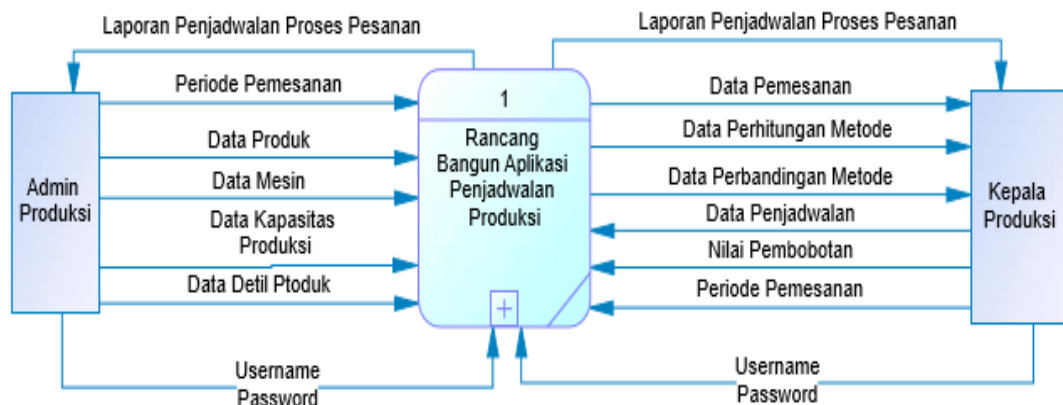 Laporan Penjadwalan Proses Pesanan
Laporan Penjadwalan Proses Pesanan
Periode Pemesanan
Data Produk
Data Mesin
Data Kapasitas
Produksi
Data Detil Ptoduk
Admin
Produksi
1
Rancang
Bangun Aplikasi
Penjadwalan
Produksi
Data Pemesanan
Data Perhitungan Metode
Data Perbandingan Metode
Data Penjadwalan
Nilai Pembobotan
Periode Pemesanan
Kepala
Produksi
Username
Password
Username
Password